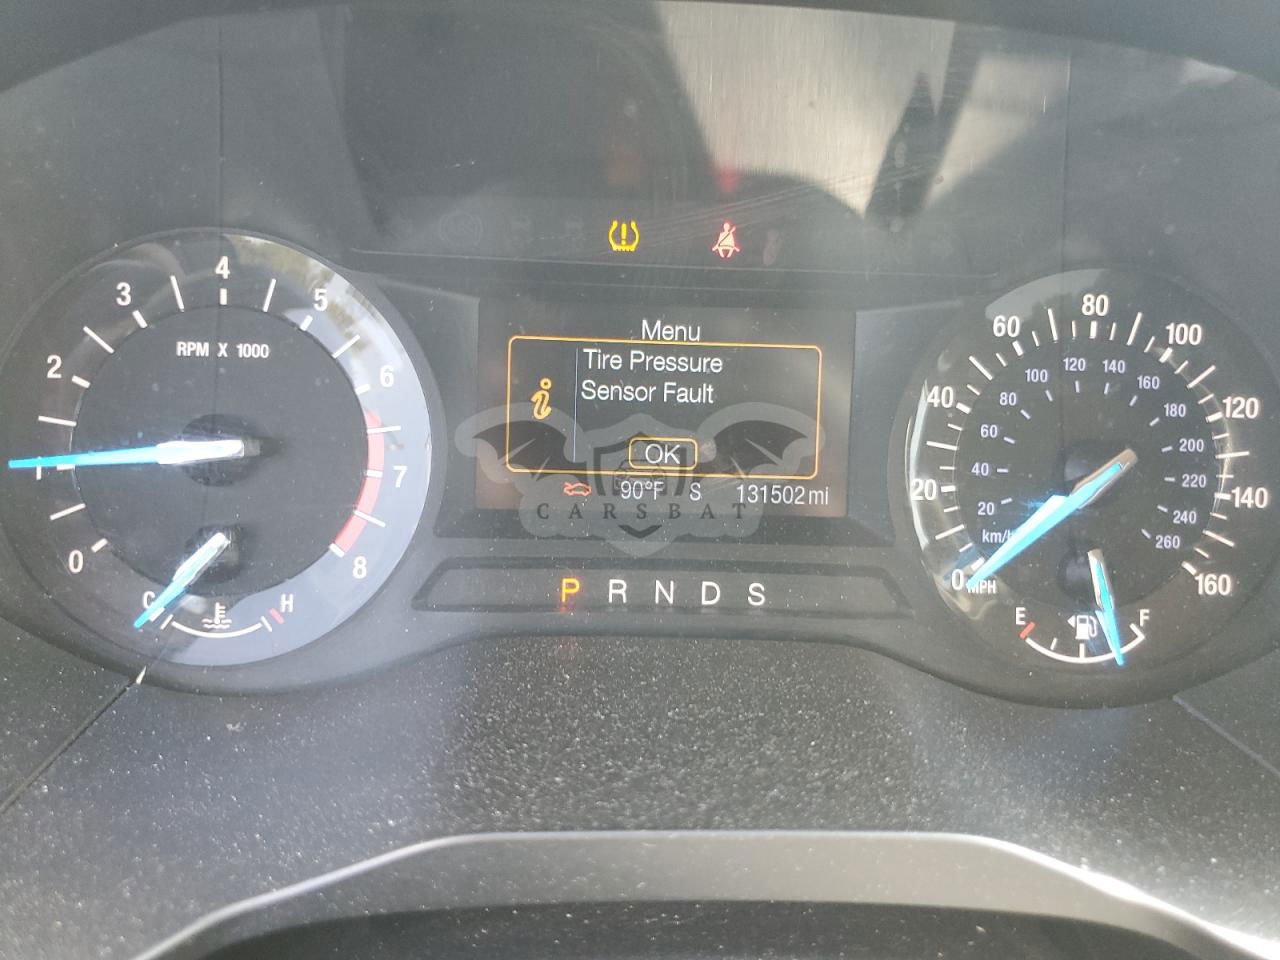 Menu
Tire Pressure
Sensor Fault
OK
90°F S 131502 mi
CARSBAT
P R N D S
0 1 2 3 4 5 6 7 8
RPM X 1000
C H
0 20 40 60 80 100 120 140 160
MPH
20 40 60 80 100 120 140 160 180 200 220 240 260
km/h
E F